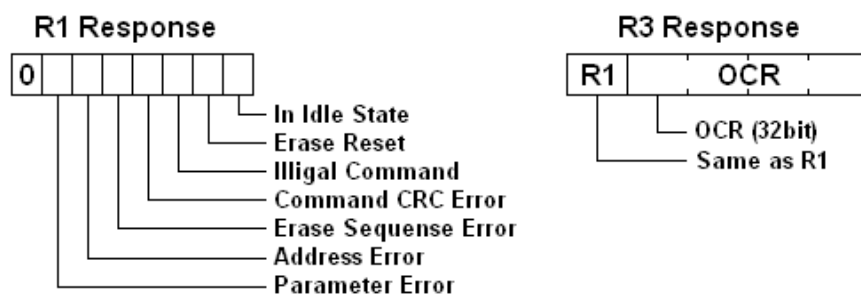 R1 Response
0
In Idle State
Erase Reset
Illigal Command
Command CRC Error
Erase Sequense Error
Address Error
Parameter Error
R3 Response
R1 OCR
OCR (32bit)
Same as R1